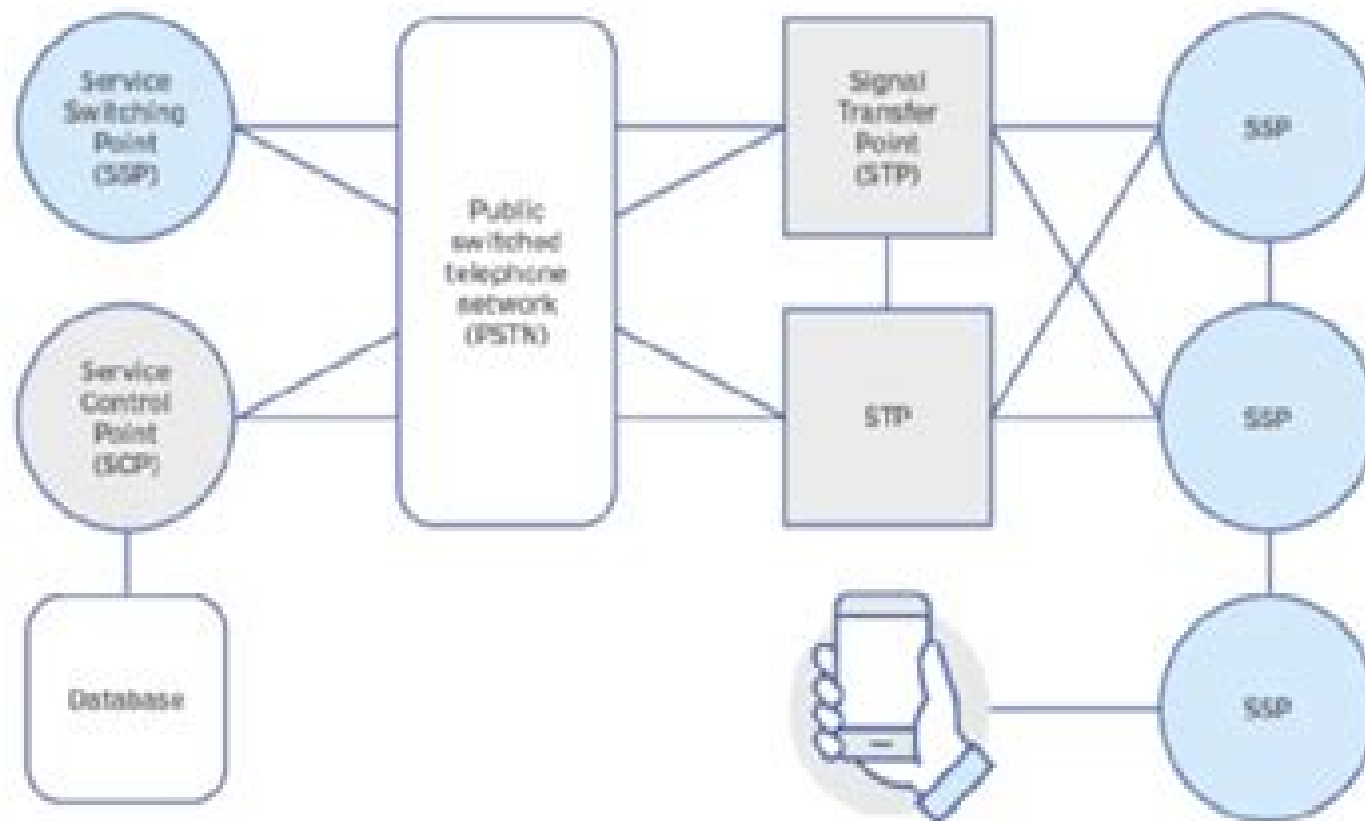 Service
Switching
Point
(SSP)
Public
switched
telephone
network
(PSTN)
Signal
Transfer
Point
(STP)
SSP
Service
Control
Point
(SCP)
STP
SSP
Database
SSP